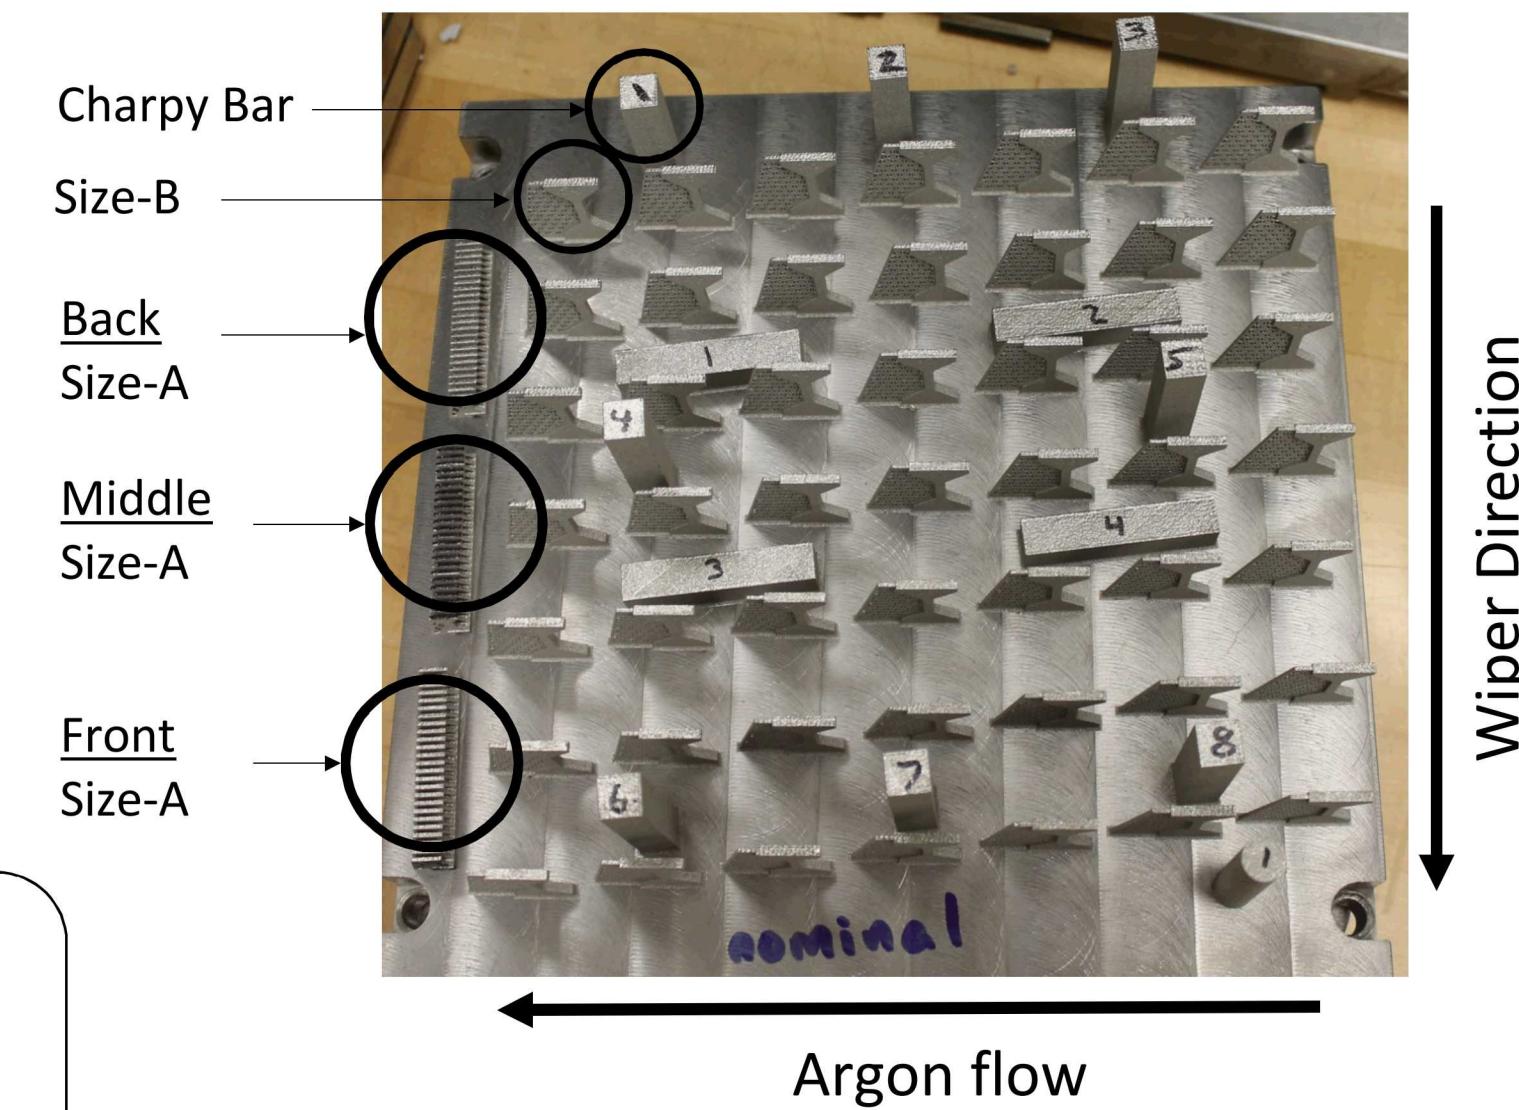 Charpy Bar
Size-B
Back
Size-A
Middle
Size-A
Front
Size-A
1
2
3
2
1
5
4
4
3
8
7
6
1
nominal
Wiper Direction
Argon flow